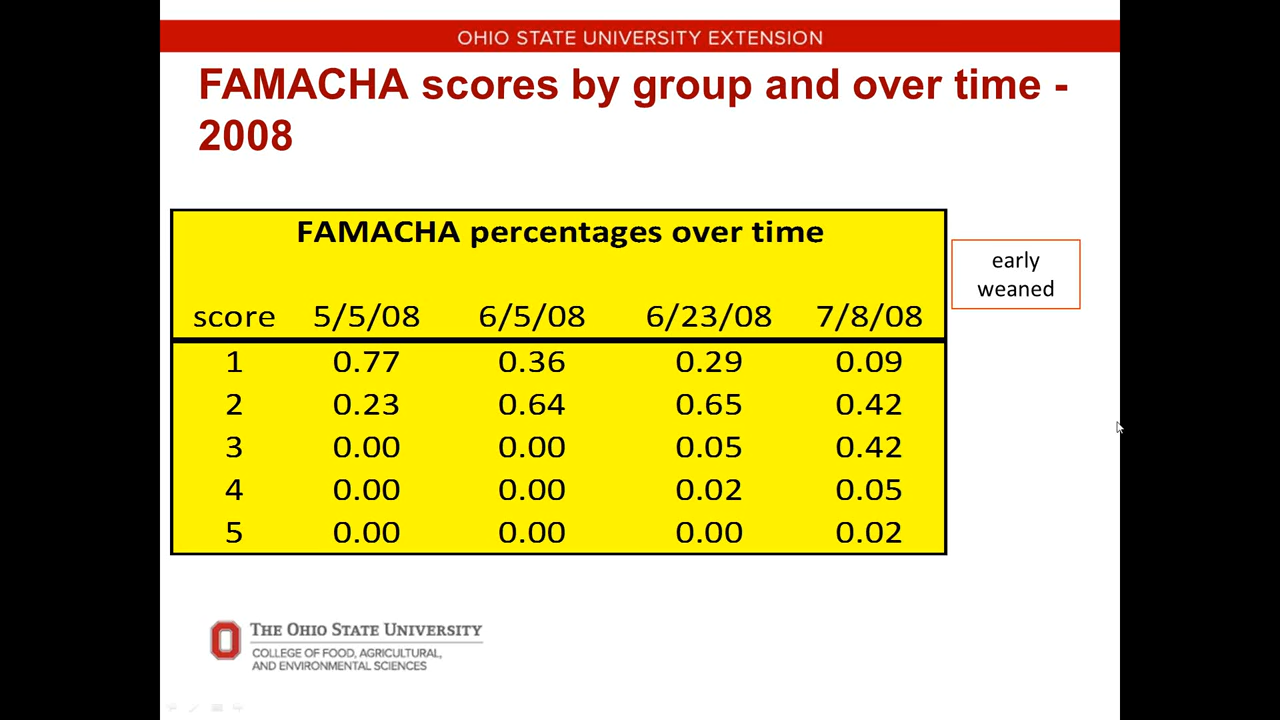 OHIO STATE UNIVERSITY EXTENSION
FAMACHA scores by group and over time -
2008
FAMACHA percentages over time
early
weaned
score 5/5/08 6/5/08 6/23/08 7/8/08
1 0.77 0.36 0.29 0.09
2 0.23 0.64 0.65 0.42
3 0.00 0.00 0.05 0.42
4 0.00 0.00 0.02 0.05
5 0.00 0.00 0.00 0.02
THE OHIO STATE UNIVERSITY
COLLEGE OF FOOD, AGRICULTURAL,
AND ENVIRONMENTAL SCIENCES